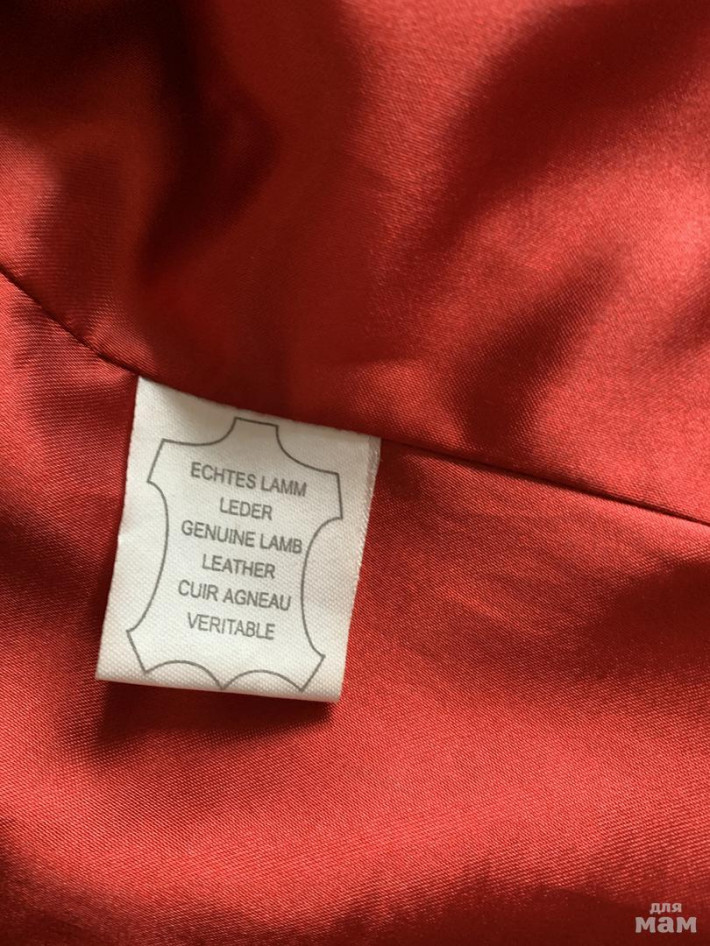 ECHTES LAMM
LEDER
GENUINE LAMB
LEATHER
CUIR AGNEAU
VERITABLE
для
мам